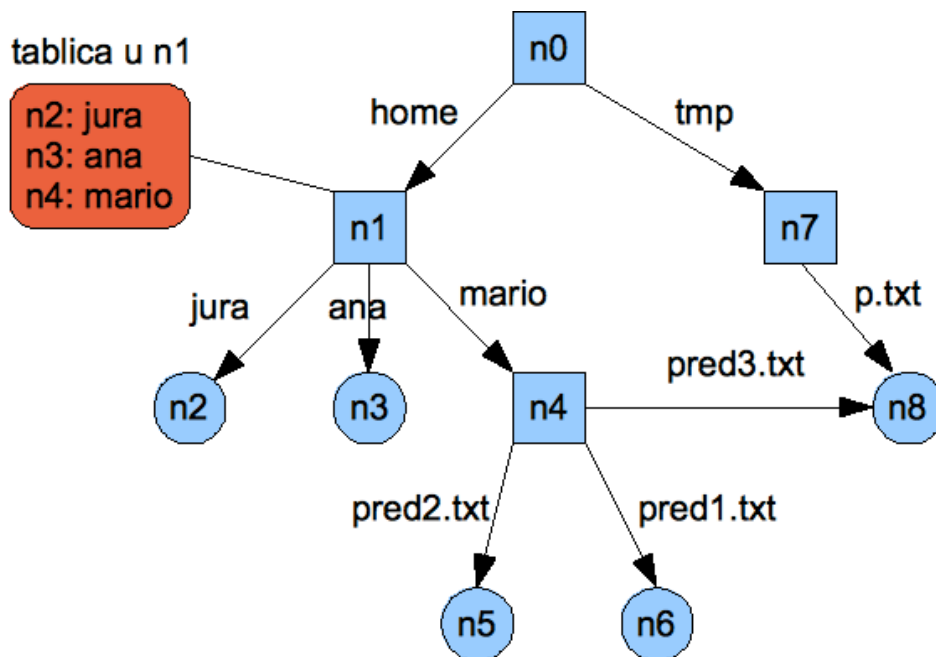 tablica u n1
n2: jura
n3: ana
n4: mario
n0
home
tmp
n1
n7
jura
ana
mario
p.txt
pred3.txt
n2
n3
n4
n8
pred2.txt
pred1.txt
n5
n6